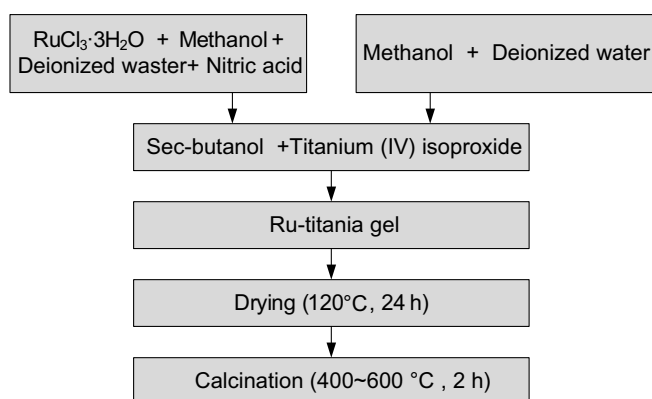 RuCl₃·3H₂O + Methanol +
Deionized waster+ Nitric acid
Methanol + Deionized water
Sec-butanol +Titanium (IV) isoproxide
Ru-titania gel
Drying (120°C, 24 h)
Calcination (400~600 °C , 2 h)